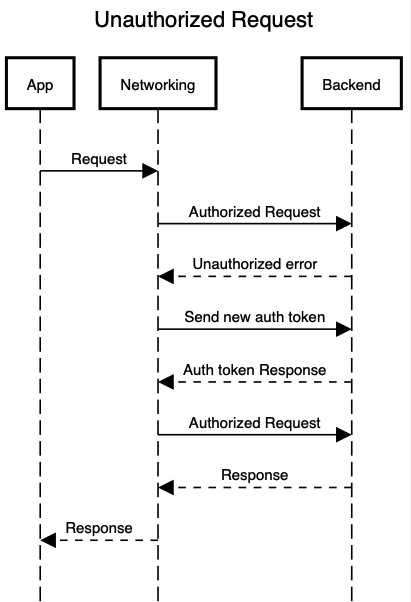 Unauthorized Request
App
Networking
Backend
Request
Authorized Request
Unauthorized error
Send new auth token
Auth token Response
Authorized Request
Response
Response